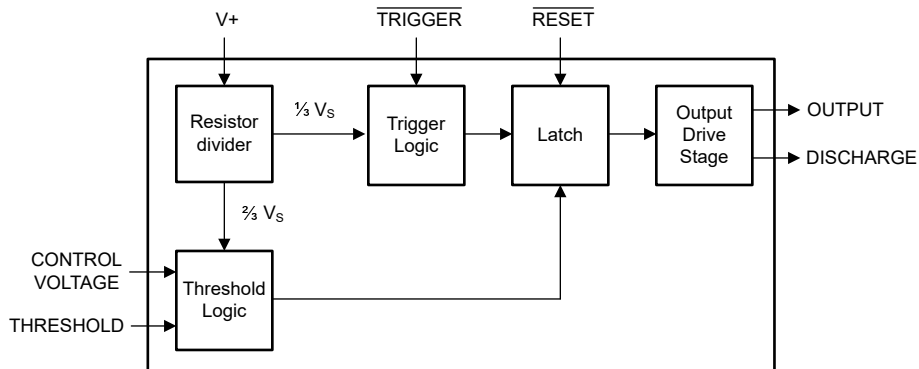 V+
TRIGGER
RESET
Resistor
divider
⅓ VS
Trigger
Logic
Latch
Output
Drive
Stage
OUTPUT
DISCHARGE
⅔ VS
CONTROL
VOLTAGE
THRESHOLD
Threshold
Logic